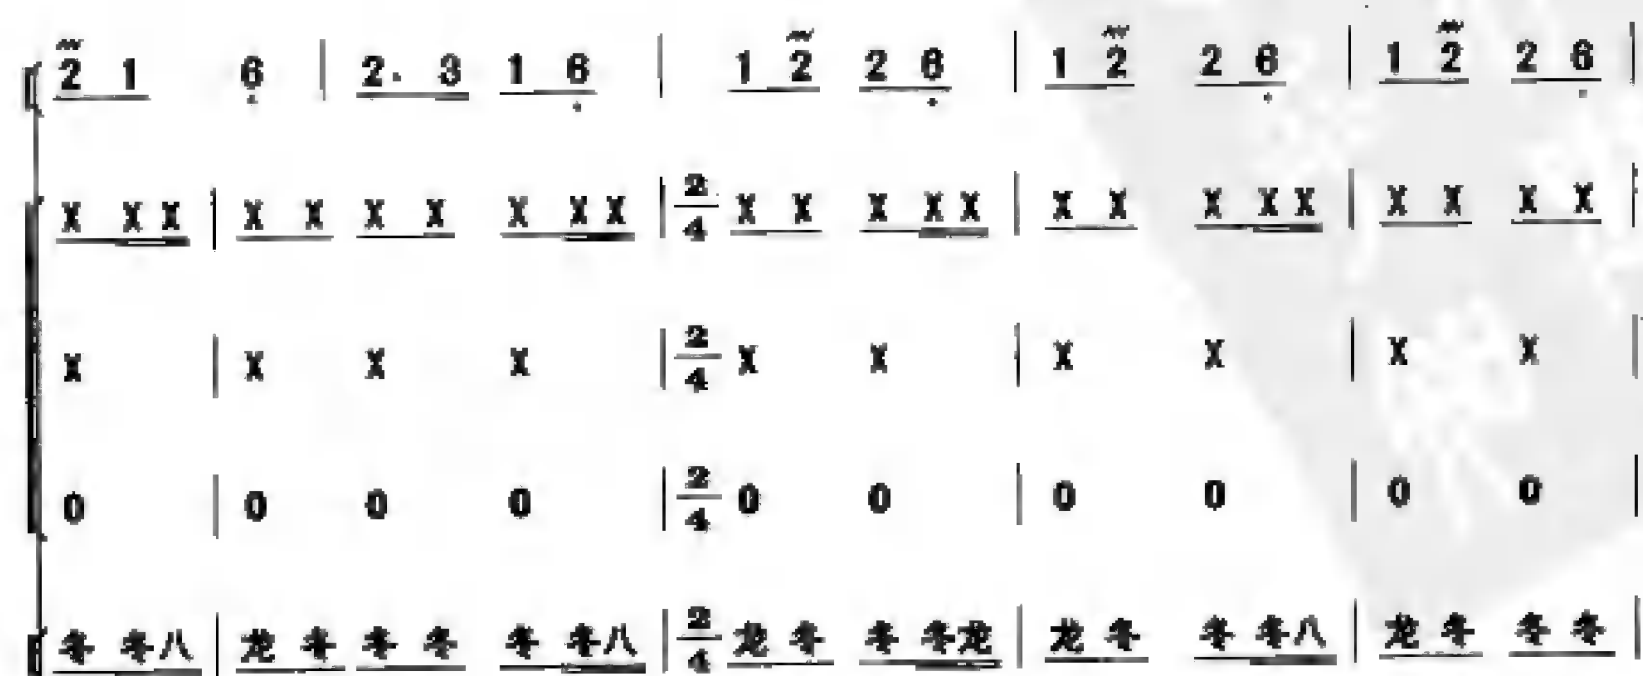 2 1 6 | 2. 3 1 6 | 1 2 2 6 | 1 2 2 6 | 1 2 2 6 |
X X X | X X X X X X X | 2/4 X X X X X | X X X X X | X X X X |
X | X X X | 2/4 X X | X X | X X |
0 | 0 0 0 | 2/4 0 0 | 0 0 | 0 0 |
冬 冬八 | 龙 冬 冬 冬 冬 冬八 | 2/4 龙 冬 冬 冬龙 | 龙 冬 冬 冬八 | 龙 冬 冬 冬 |